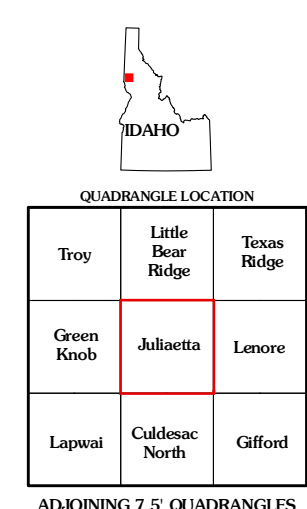 IDAHO
QUADRANGLE LOCATION
Troy
Little
Bear
Ridge
Texas
Ridge
Green
Knob
Juliaetta
Lenore
Lapwai
Culdesac
North
Gifford
ADJOINING 7.5' QUADRANGLES